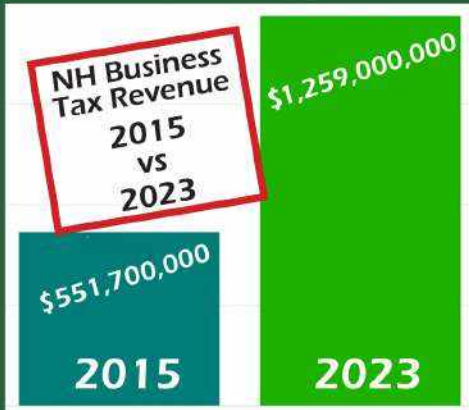 NH Business
Tax Revenue
2015
vs
2023
$1,259,000,000
$551,700,000
2015
2023